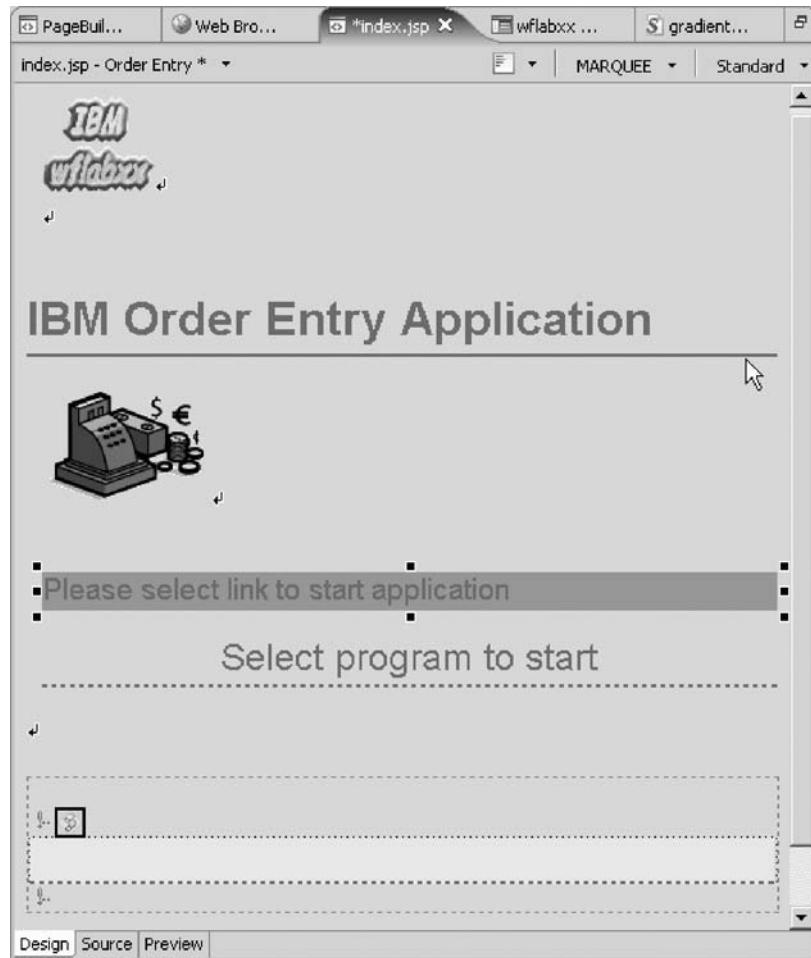 PageBuil... Web Bro... *index.jsp wflabxx ... gradient...
index.jsp - Order Entry * MARQUEE Standard
IBM
wflabxx
IBM Order Entry Application
$ €
Please select link to start application
Select program to start
Design Source Preview